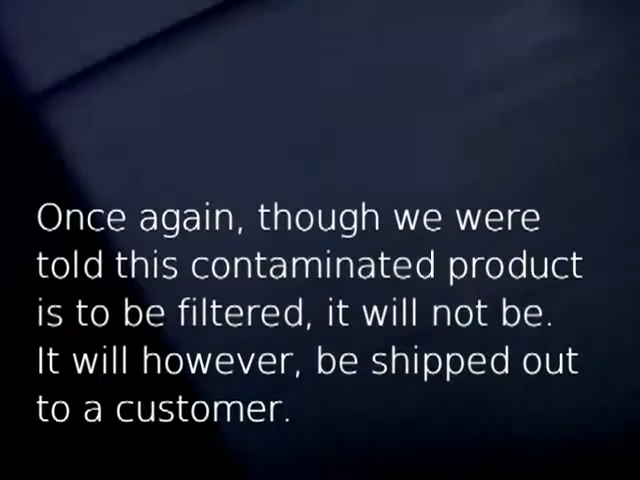 Once again, though we were
told this contaminated product
is to be filtered, it will not be.
It will however, be shipped out
to a customer.